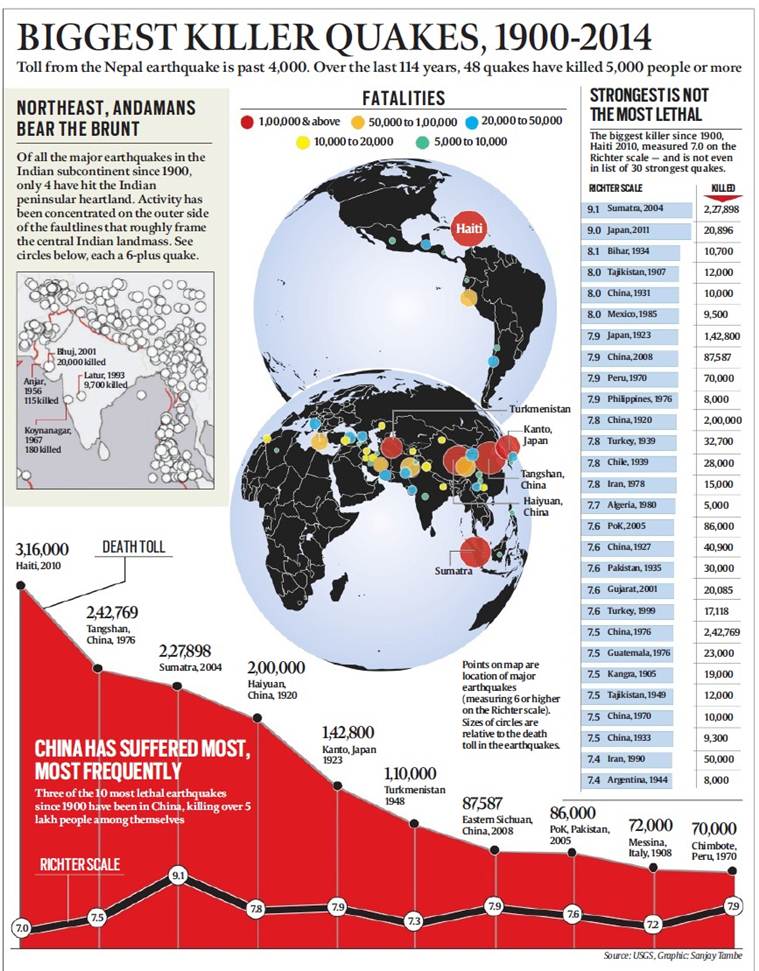 BIGGEST KILLER QUAKES, 1900-2014
Toll from the Nepal earthquake is past 4,000. Over the last 114 years, 48 quakes have killed 5,000 people or more
NORTHEAST, ANDAMANS
BEAR THE BRUNT
Of all the major earthquakes in the
Indian subcontinent since 1900,
only 4 have hit the Indian
peninsular heartland. Activity has
been concentrated on the outer side
of the faultlines that roughly frame
the central Indian landmass. See
circles below, each a 6-plus quake.
Bhuj, 2001
20,000 killed
Latur, 1993
9,700 killed
Anjar,
1956
115 killed
Koynanagar,
1967
180 killed
FATALITIES
1,00,000 & above
50,000 to 1,00,000
20,000 to 50,000
10,000 to 20,000
5,000 to 10,000
Haiti
Turkmenistan
Kanto,
Japan
Tangshan,
China
Haiyuan,
China
Sumatra
Points on map are
location of major
earthquakes
(measuring 6 or higher
on the Richter scale).
Sizes of circles are
relative to the death
toll in the earthquakes.
STRONGEST IS NOT
THE MOST LETHAL
The biggest killer since 1900,
Haiti 2010, measured 7.0 on the
Richter scale — and is not even
in list of 30 strongest quakes.
RICHTER SCALE KILLED
9.1 Sumatra, 2004 2,27,898
9.0 Japan, 2011 20,896
8.1 Bihar, 1934 10,700
8.0 Tajikistan, 1907 12,000
8.0 China, 1931 10,000
8.0 Mexico, 1985 9,500
7.9 Japan, 1923 1,42,800
7.9 China, 2008 87,587
7.9 Peru, 1970 70,000
7.9 Philippines, 1976 8,000
7.8 China, 1920 2,00,000
7.8 Turkey, 1939 32,700
7.8 Chile, 1939 28,000
7.8 Iran, 1978 15,000
7.7 Algeria, 1980 5,000
7.6 PoK, 2005 86,000
7.6 China, 1927 40,900
7.6 Pakistan, 1935 30,000
7.6 Gujarat, 2001 20,085
7.6 Turkey, 1999 17,118
7.5 China, 1976 2,42,769
7.5 Guatemala, 1976 23,000
7.5 Kangra, 1905 19,000
7.5 Tajikistan, 1949 12,000
7.5 China, 1970 10,000
7.5 China, 1933 9,300
7.4 Iran, 1990 50,000
7.4 Argentina, 1944 8,000
DEATH TOLL
3,16,000
Haiti, 2010
2,42,769
Tangshan,
China, 1976
2,27,898
Sumatra, 2004
2,00,000
Haiyuan,
China, 1920
1,42,800
Kanto, Japan
1923
1,10,000
Turkmenistan
1948
87,587
Eastern Sichuan,
China, 2008
86,000
PoK, Pakistan,
2005
72,000
Messina,
Italy, 1908
70,000
Chimbote,
Peru, 1970
CHINA HAS SUFFERED MOST,
MOST FREQUENTLY
Three of the 10 most lethal earthquakes
since 1900 have been in China, killing over 5
lakh people among themselves
RICHTER SCALE
7.0 7.5 9.1 7.8 7.9 7.3 7.9 7.6 7.2 7.9
Source: USGS, Graphic: Sanjay Tambe